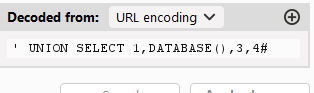 Decoded from: URL encoding
' UNION SELECT 1,DATABASE(),3,4#